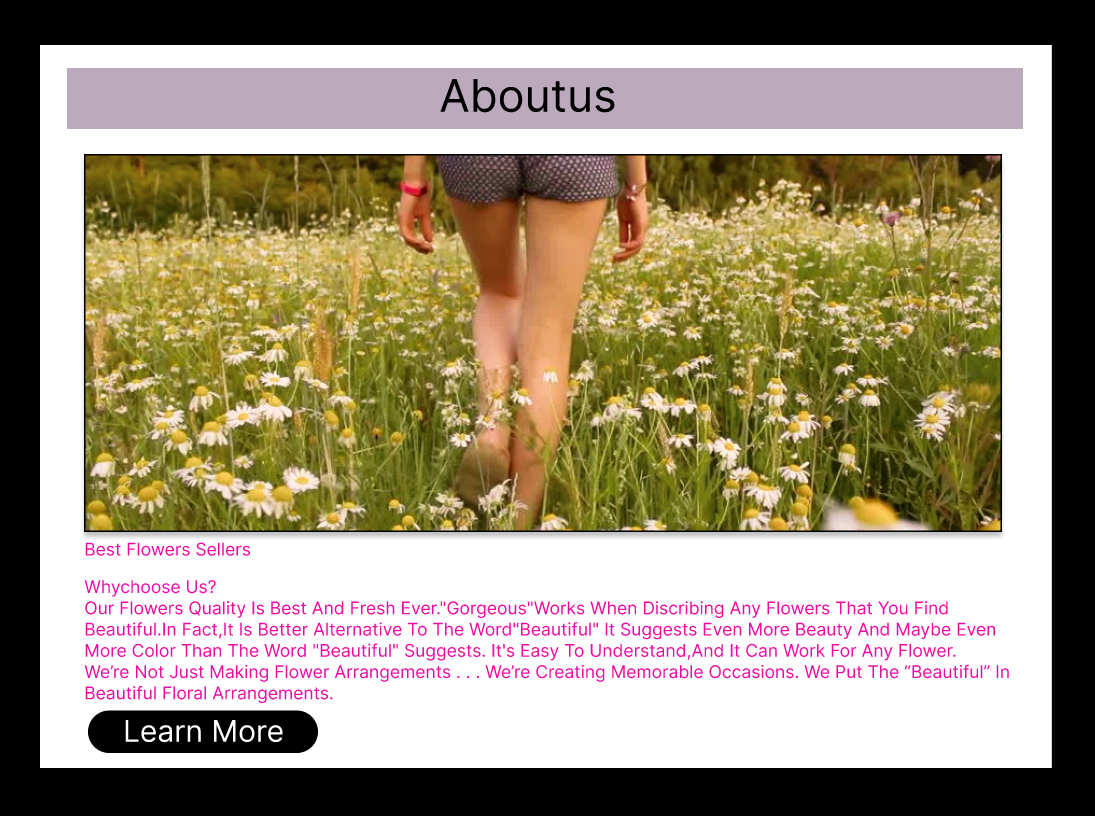 Aboutus
Best Flowers Sellers
Whychoose Us?
Our Flowers Quality Is Best And Fresh Ever."Gorgeous"Works When Discribing Any Flowers That You Find
Beautiful.In Fact,It Is Better Alternative To The Word"Beautiful" It Suggests Even More Beauty And Maybe Even
More Color Than The Word "Beautiful" Suggests. It's Easy To Understand,And It Can Work For Any Flower.
We’re Not Just Making Flower Arrangements . . . We’re Creating Memorable Occasions. We Put The “Beautiful” In
Beautiful Floral Arrangements.
Learn More